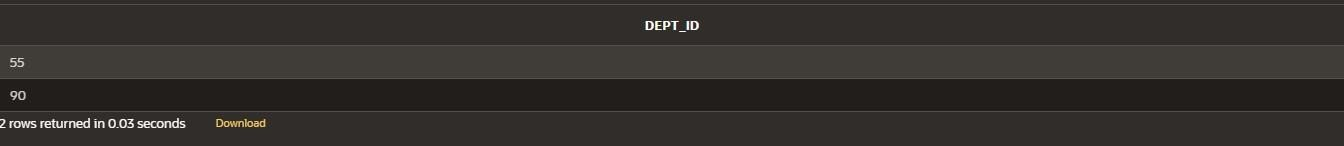 DEPT_ID
55
90
2 rows returned in 0.03 seconds Download